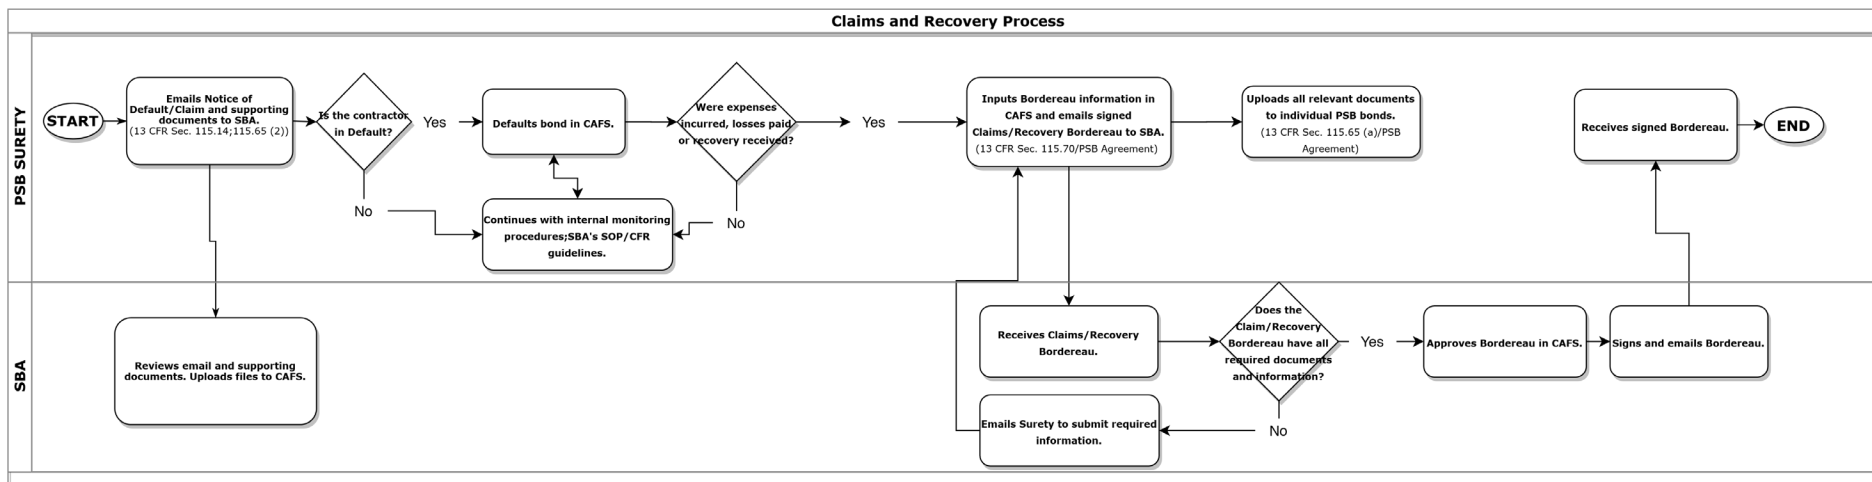 Claims and Recovery Process
PSB SURETY
START
Emails Notice of
Default/Claim and supporting
documents to SBA.
(13 CFR Sec. 115.14;115.65 (2))
Is the contractor
in Default?
Yes
No
Defaults bond in CAFS.
Continues with internal monitoring
procedures;SBA's SOP/CFR
guidelines.
Were expenses
incurred, losses paid
or recovery received?
Yes
No
Inputs Bordereau information in
CAFS and emails signed
Claims/Recovery Bordereau to SBA.
(13 CFR Sec. 115.70/PSB Agreement)
Uploads all relevant documents
to individual PSB bonds.
(13 CFR Sec. 115.65 (a)/PSB
Agreement)
Receives signed Bordereau.
END
SBA
Reviews email and supporting
documents. Uploads files to CAFS.
Receives Claims/Recovery
Bordereau.
Does the
Claim/Recovery
Bordereau have all
required documents
and information?
Yes
No
Emails Surety to submit required
information.
Approves Bordereau in CAFS.
Signs and emails Bordereau.